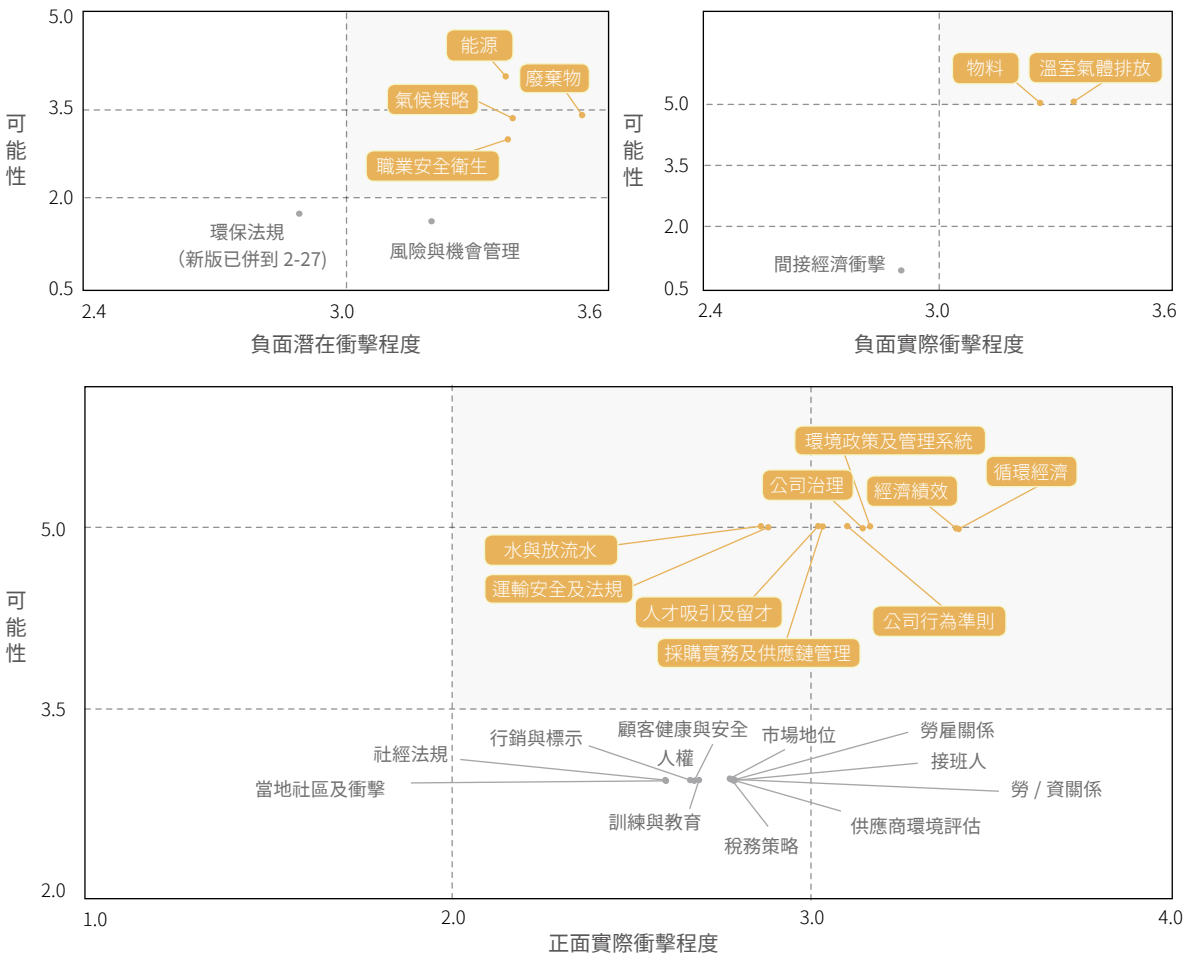 5.0
3.5
2.0
0.5
可能性
能源
廢棄物
氣候策略
職業安全衛生
環保法規
（新版已併到 2-27)
風險與機會管理
2.4
3.0
3.6
負面潛在衝擊程度
可能性
5.0
3.5
2.0
0.5
物料
溫室氣體排放
間接經濟衝擊
2.4
3.0
3.6
負面實際衝擊程度
可能性
5.0
3.5
2.0
環境政策及管理系統
公司治理
經濟績效
循環經濟
水與放流水
運輸安全及法規
人才吸引及留才
公司行為準則
採購實務及供應鏈管理
顧客健康與安全
行銷與標示
市場地位
勞雇關係
社經法規
人權
接班人
當地社區及衝擊
勞 / 資關係
訓練與教育
供應商環境評估
稅務策略
1.0
2.0
3.0
4.0
正面實際衝擊程度